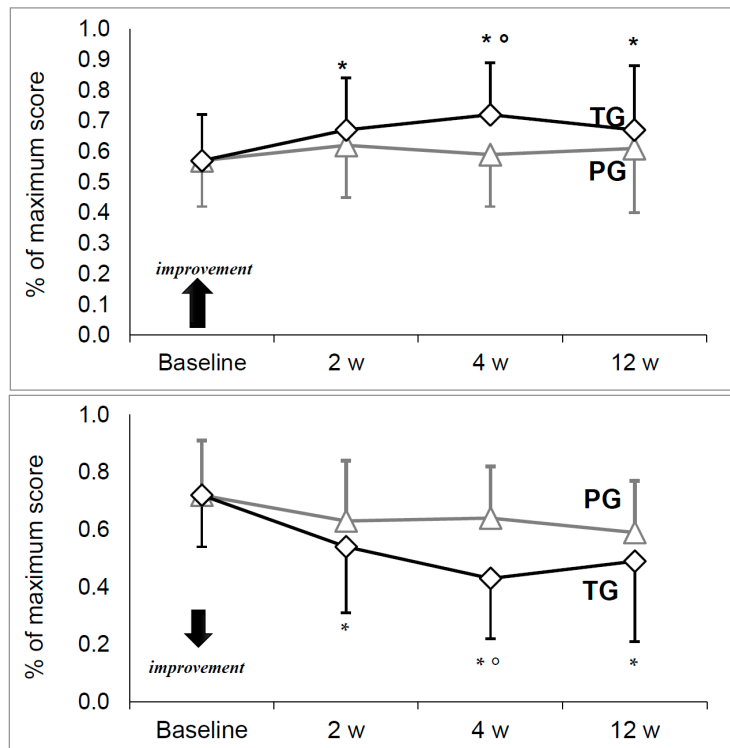 % of maximum score
1.0
0.9
0.8
0.7
0.6
0.5
0.4
0.3
0.2
0.1
0.0
* * ° *
TG
PG
improvement
Baseline 2 w 4 w 12 w
% of maximum score
1.0
0.8
0.6
0.4
0.2
0.0
PG
TG
* * ° *
improvement
Baseline 2 w 4 w 12 w